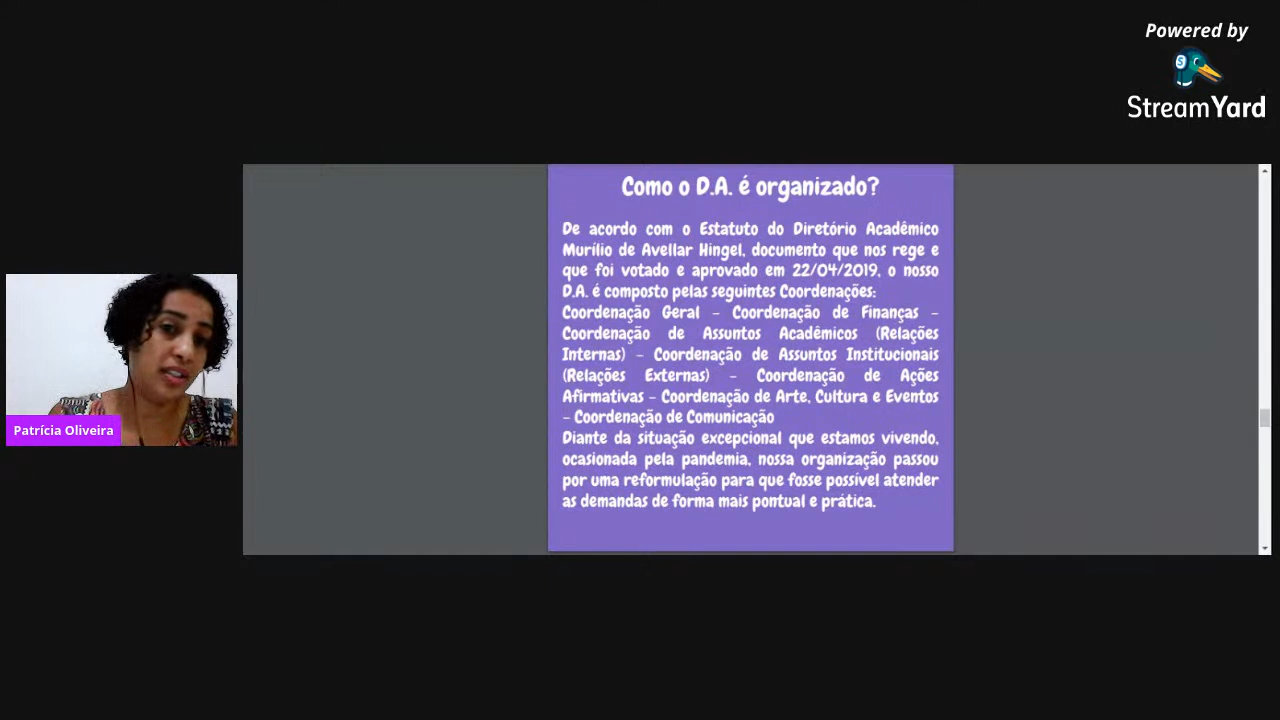 Powered by
StreamYard
Como o D.A. é organizado?
De acordo com o Estatuto do Diretório Acadêmico
Murílio de Avellar Hingel, documento que nos rege e
que foi votado e aprovado em 22/04/2019, o nosso
D.A. é composto pelas seguintes Coordenações:
Coordenação Geral – Coordenação de Finanças –
Coordenação de Assuntos Acadêmicos (Relações
Internas) – Coordenação de Assuntos Institucionais
(Relações Externas) – Coordenação de Ações
Afirmativas – Coordenação de Arte, Cultura e Eventos
– Coordenação de Comunicação
Diante da situação excepcional que estamos vivendo,
ocasionada pela pandemia, nossa organização passou
por uma reformulação para que fosse possível atender
as demandas de forma mais pontual e prática.
Patrícia Oliveira